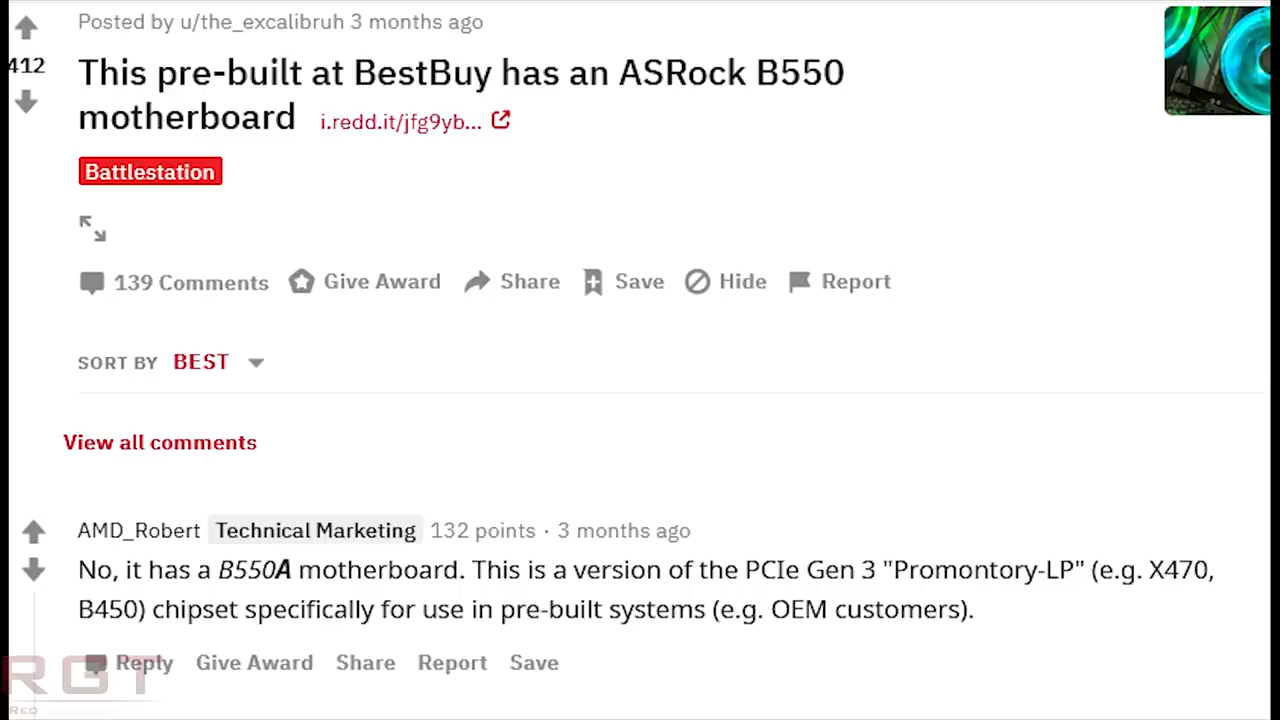 Posted by u/the_excalibruh 3 months ago
412
This pre-built at BestBuy has an ASRock B550
motherboard i.redd.it/jfg9yb...
Battlestation
139 Comments Give Award Share Save Hide Report
SORT BY BEST
View all comments
AMD_Robert Technical Marketing 132 points · 3 months ago
No, it has a B550A motherboard. This is a version of the PCIe Gen 3 "Promontory-LP" (e.g. X470,
B450) chipset specifically for use in pre-built systems (e.g. OEM customers).
Reply Give Award Share Report Save
RGT
RED